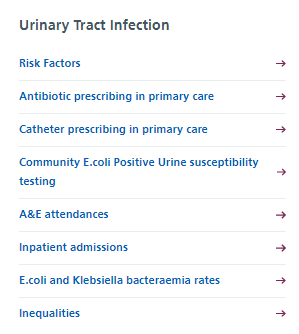 Urinary Tract Infection
Risk Factors
Antibiotic prescribing in primary care
Catheter prescribing in primary care
Community E.coli Positive Urine susceptibility
testing
A&E attendances
Inpatient admissions
E.coli and Klebsiella bacteraemia rates
Inequalities